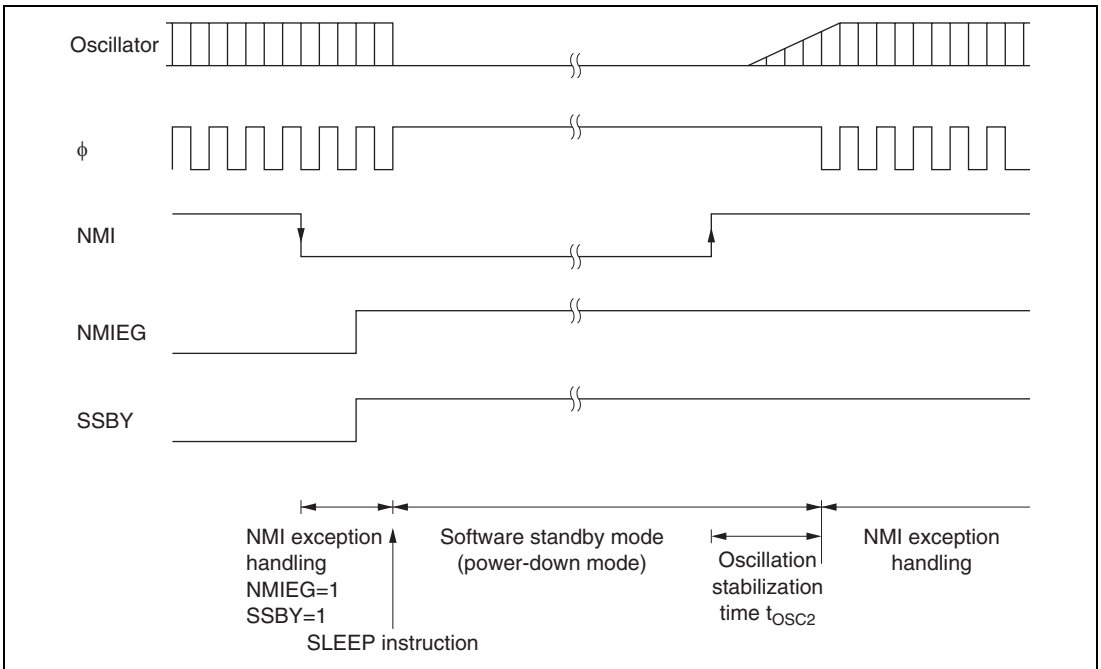 Oscillator
ϕ
NMI
NMIEG
SSBY
NMI exception
handling
NMIEG=1
SSBY=1
SLEEP instruction
Software standby mode
(power-down mode)
Oscillation
stabilization
time tOSC2
NMI exception
handling